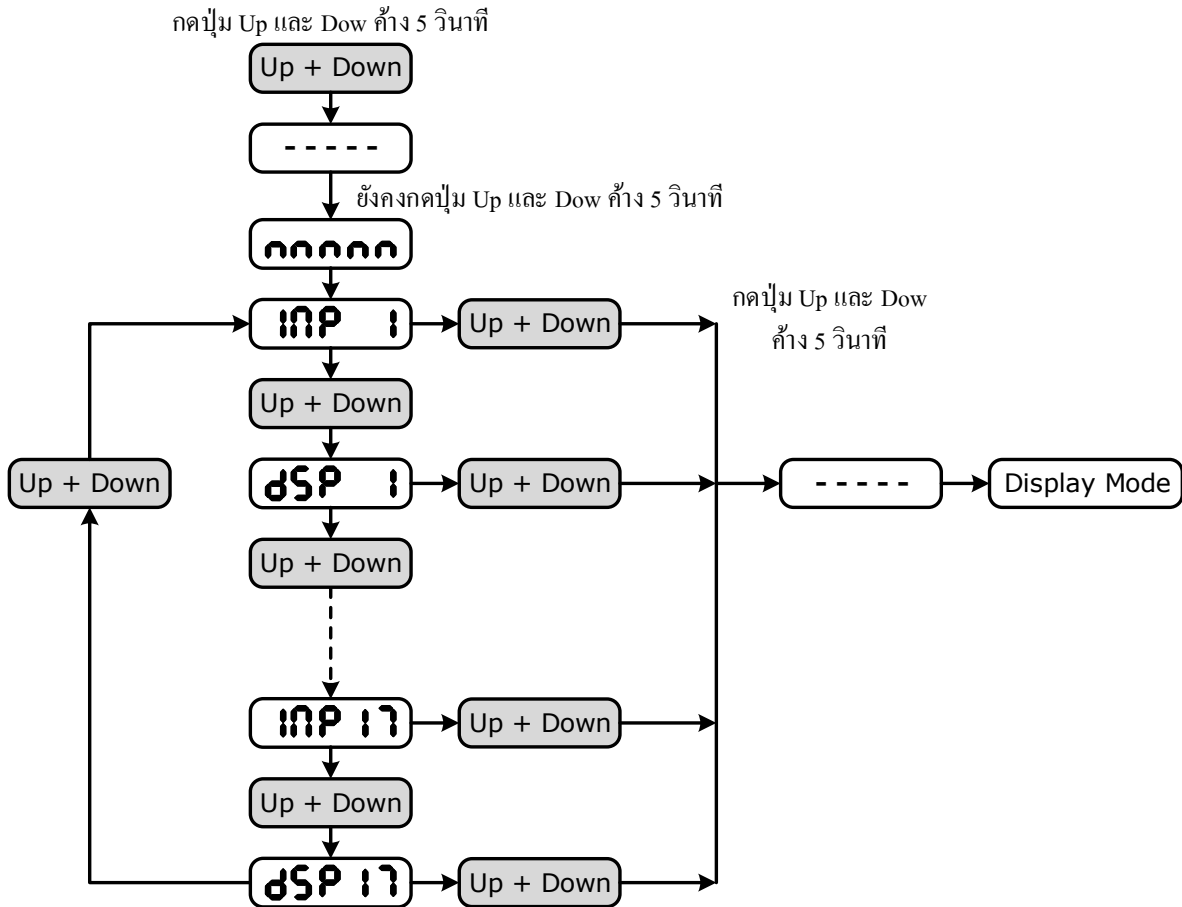 กดปุ่ม Up และ Dow ค้าง 5 วินาที
Up + Down
- - - - -
ยังคงกดปุ่ม Up และ Dow ค้าง 5 วินาที
nnnnn
INP 1
Up + Down
กดปุ่ม Up และ Dow
ค้าง 5 วินาที
Up + Down
Up + Down
dSP 1
Up + Down
- - - - -
Display Mode
Up + Down
INP 17
Up + Down
Up + Down
dSP 17
Up + Down